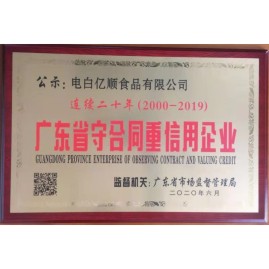 公示：电白亿顺食品有限公司
连续二十年(2000-2019)
广东省守合同重信用企业
GUANGDONG PROVINCE ENTERPRISE OF OBSERVING CONTRACT AND VALUING CREDIT
监督机关：广东省市场监督管理局
二〇二〇年六月